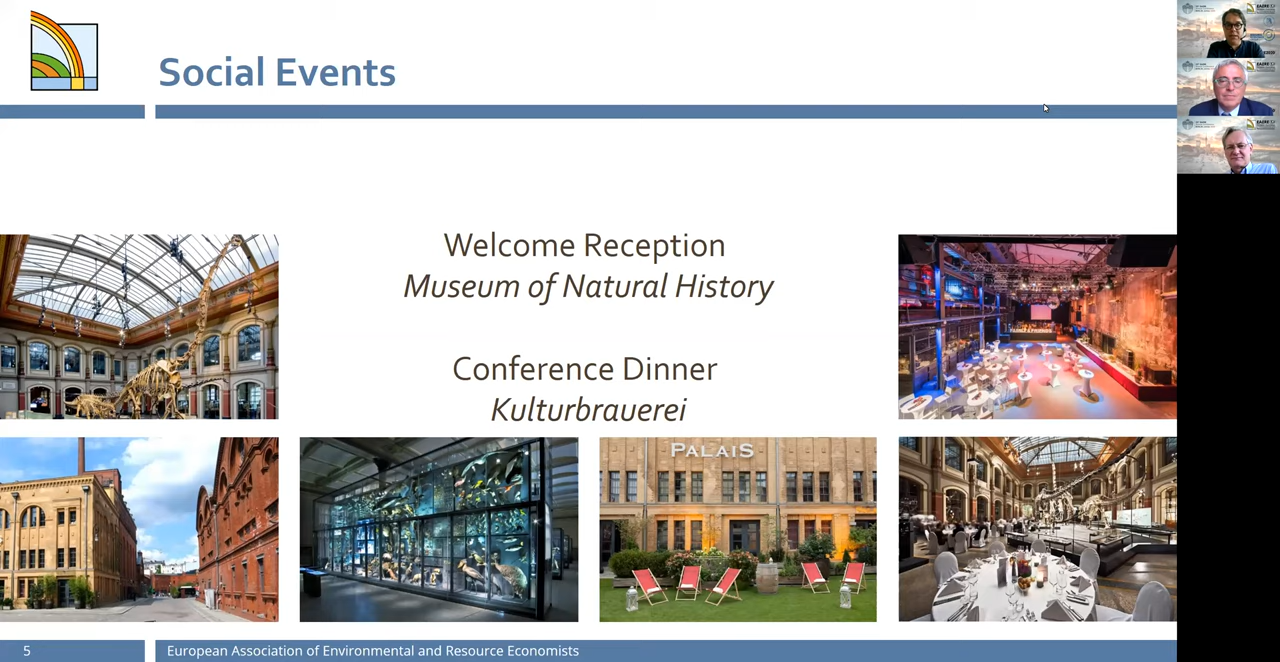 Social Events
Welcome Reception
Museum of Natural History
Conference Dinner
Kulturbrauerei
PALAIS
5
European Association of Environmental and Resource Economists